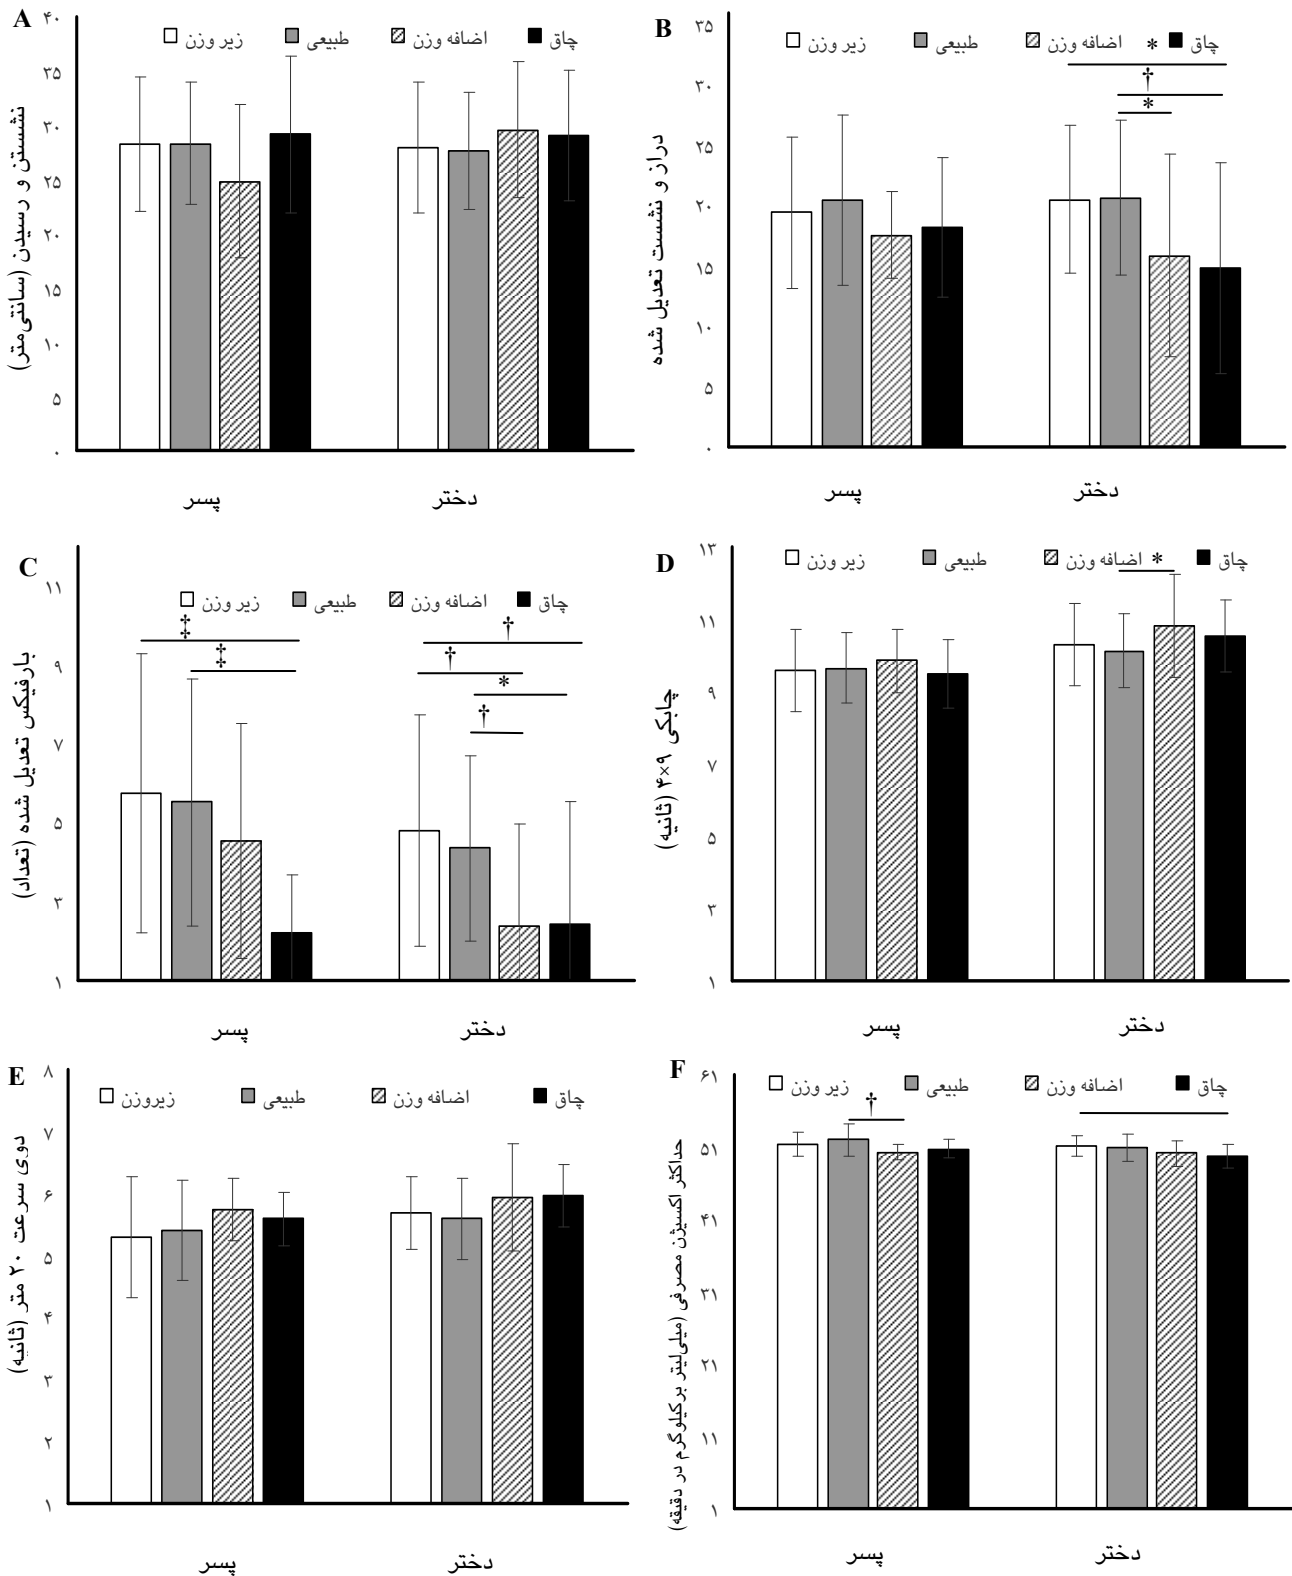 A
زیر وزن
طبیعی
اضافه وزن
چاق
نشستن و رسیدن (سانتی‌متر)
۴۰
۳۵
۳۰
۲۵
۲۰
۱۵
۱۰
۵
۰
پسر
دختر
B
زیر وزن
طبیعی
اضافه وزن
چاق
دراز و نشست تعدیل شده
۳۵
۳۰
۲۵
۲۰
۱۵
۱۰
۵
۰
*
†
*
پسر
دختر
C
زیر وزن
طبیعی
اضافه وزن
چاق
بارفیکس تعدیل شده (تعداد)
۱۱
۹
۷
۵
۳
۱
‡
‡
†
†
*
†
پسر
دختر
D
زیر وزن
طبیعی
اضافه وزن
چاق
چابکی ۹×۴ (ثانیه)
۱۳
۱۱
۹
۷
۵
۳
۱
*
پسر
دختر
E
زیروزن
طبیعی
اضافه وزن
چاق
دوی سرعت ۲۰ متر (ثانیه)
۸
۷
۶
۵
۴
۳
۲
۱
پسر
دختر
F
زیر وزن
طبیعی
اضافه وزن
چاق
حداکثر اکسیژن مصرفی (میلی‌لیتر برکیلوگرم در دقیقه)
۶۱
۵۱
۴۱
۳۱
۲۱
۱۱
۱
†
پسر
دختر